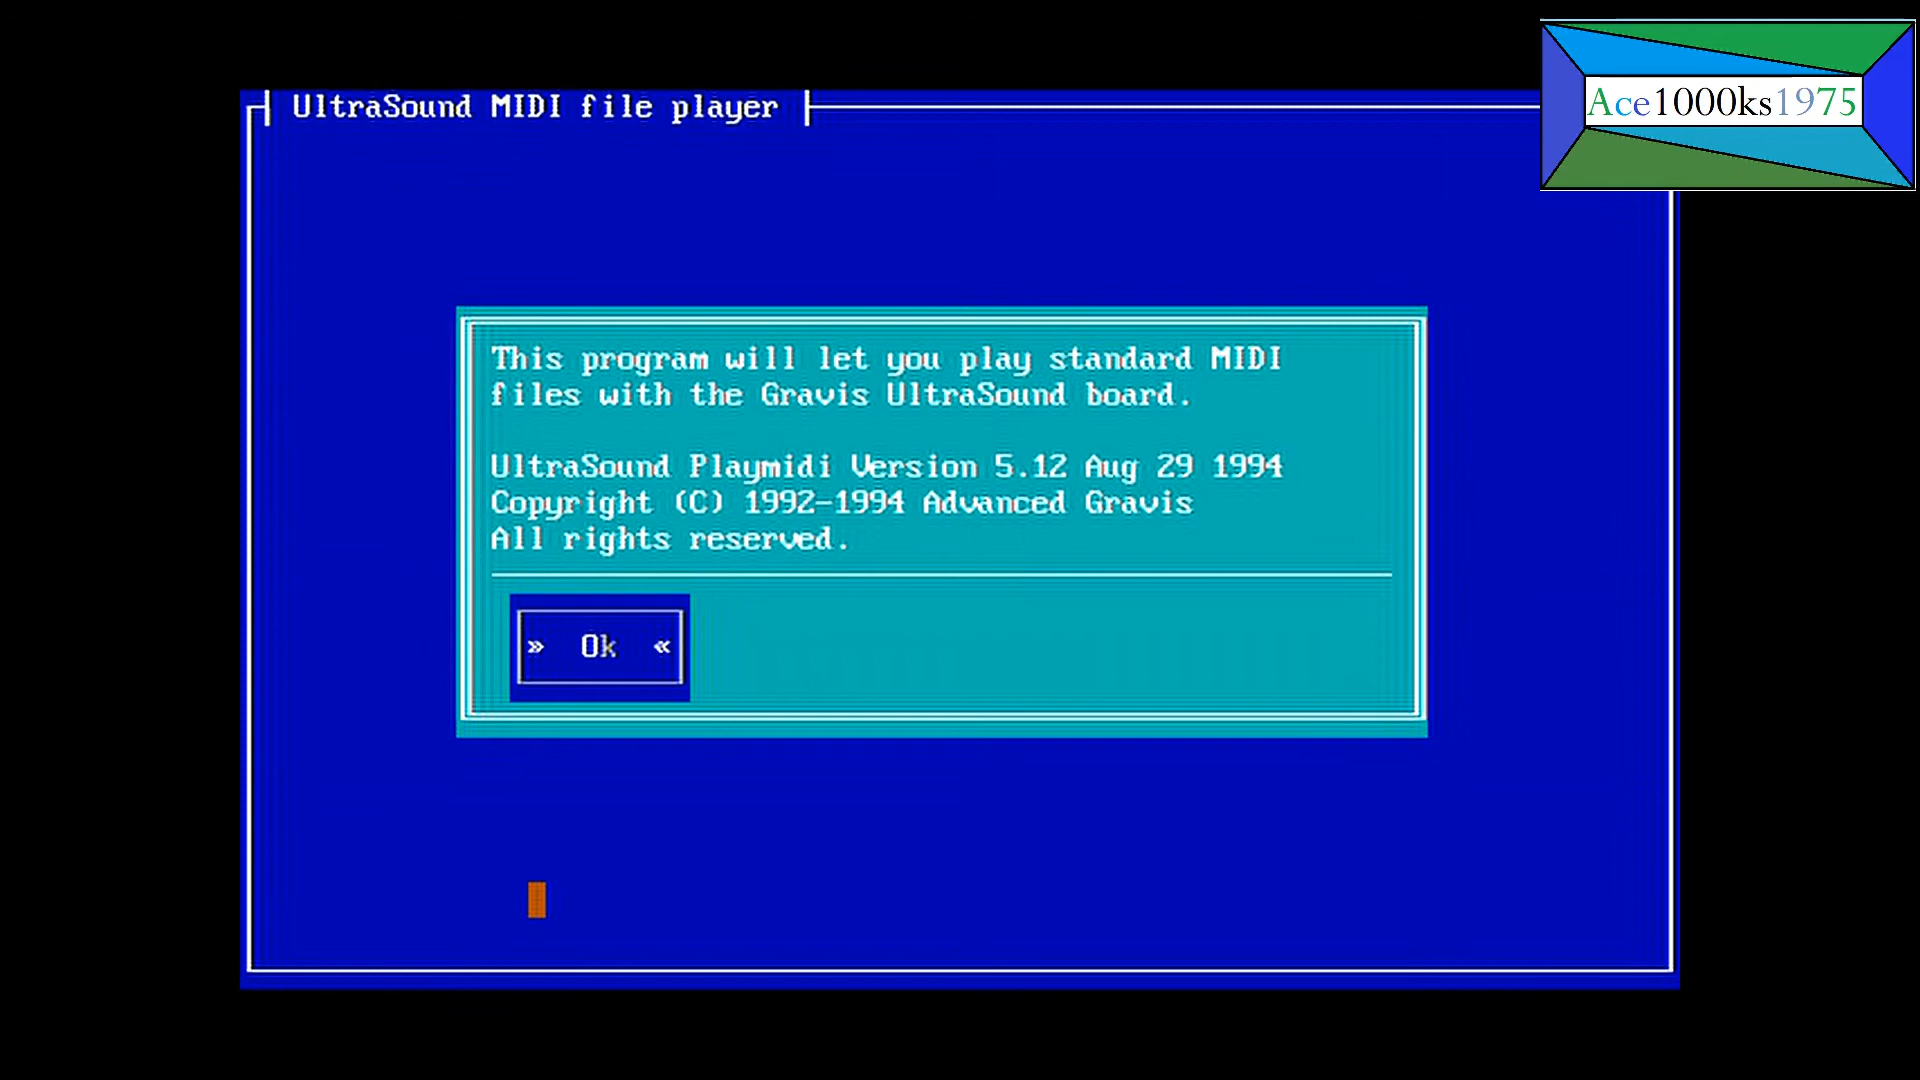 UltraSound MIDI file player
Ace1000ks1975
This program will let you play standard MIDI
files with the Gravis UltraSound board.
UltraSound Playmidi Version 5.12 Aug 29 1994
Copyright (C) 1992-1994 Advanced Gravis
All rights reserved.
» Ok «